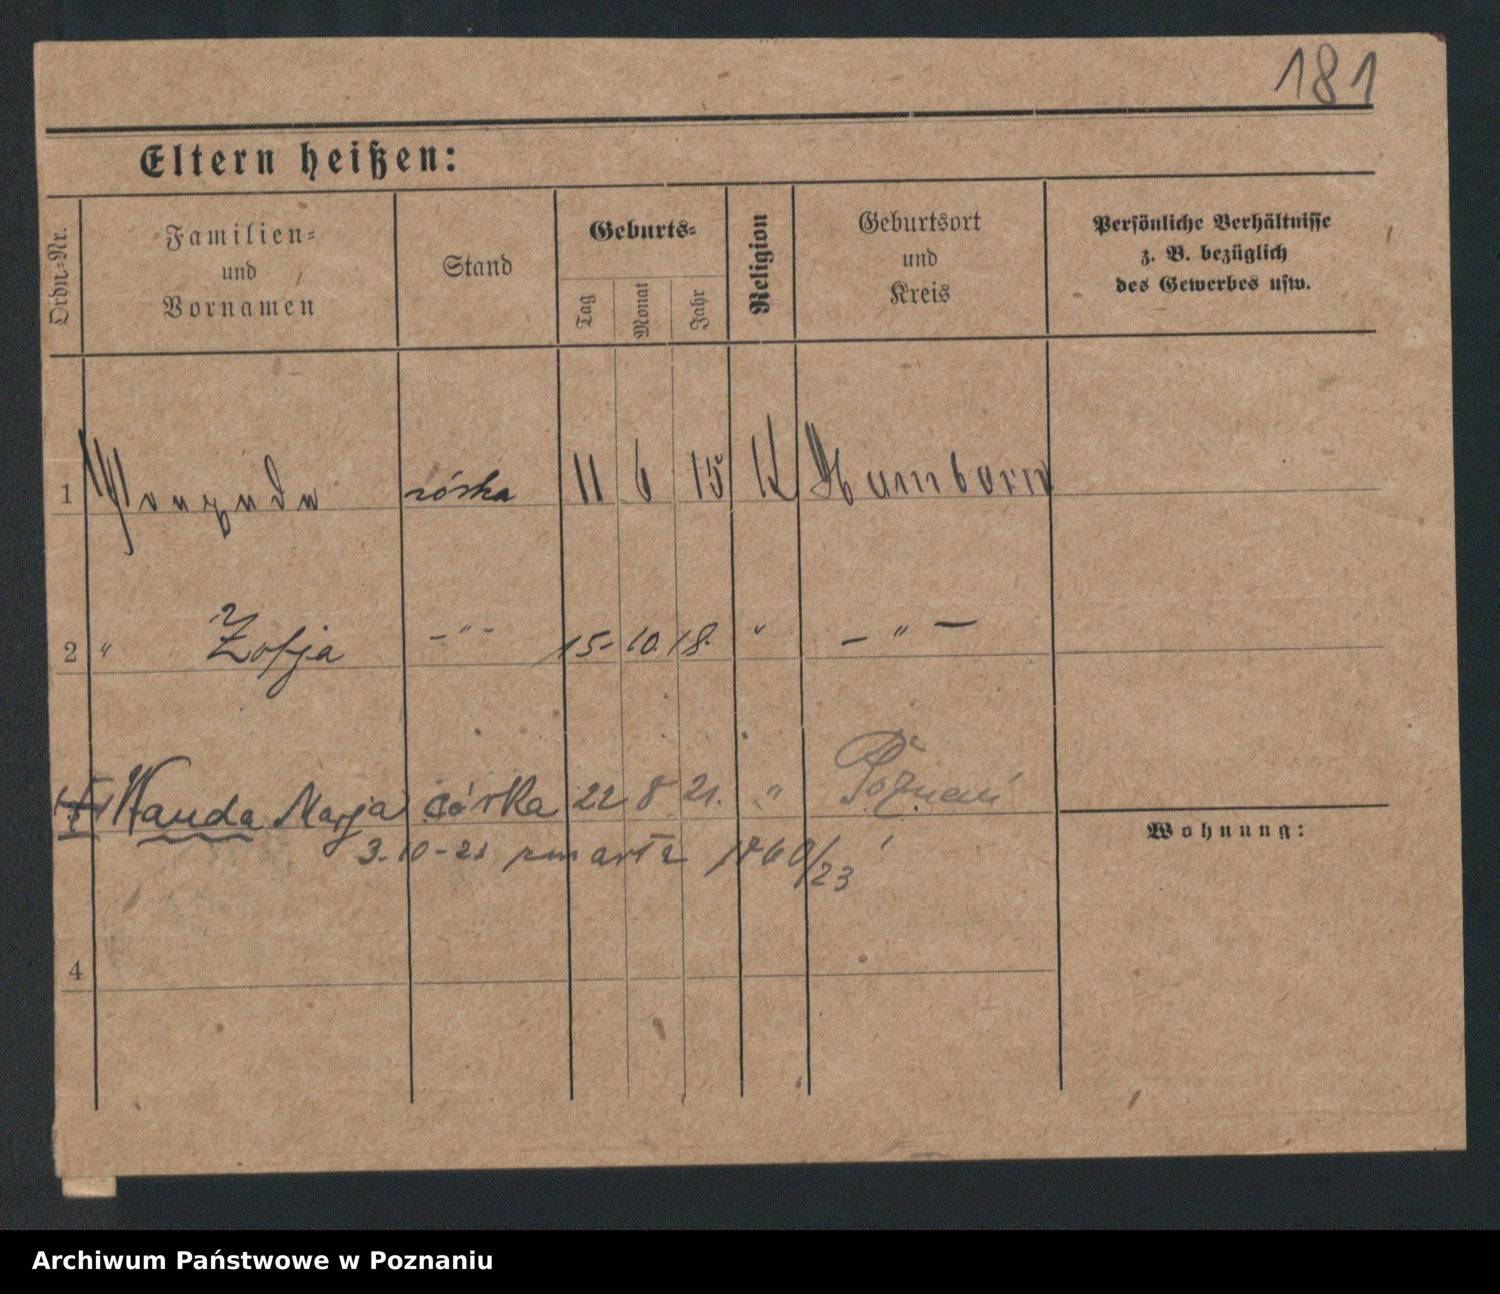 181
Eltern heißen:
Ordn.=Nr.
Familien=
und
Vornamen
Stand
Geburts=
Tag
Monat
Jahr
Religion
Geburtsort
und
Kreis
Persönliche Verhältnisse
z. B. bezüglich
des Gewerbes usw.
1 córka 11 6 15 K Hamborn
2 " Zofja -"- 15. 10. 18. " -"-
Wanda Marja córka 22 8 21. " Poznań
3.10-21 zmarła 1760/23
Wohnung:
4
Archiwum Państwowe w Poznaniu